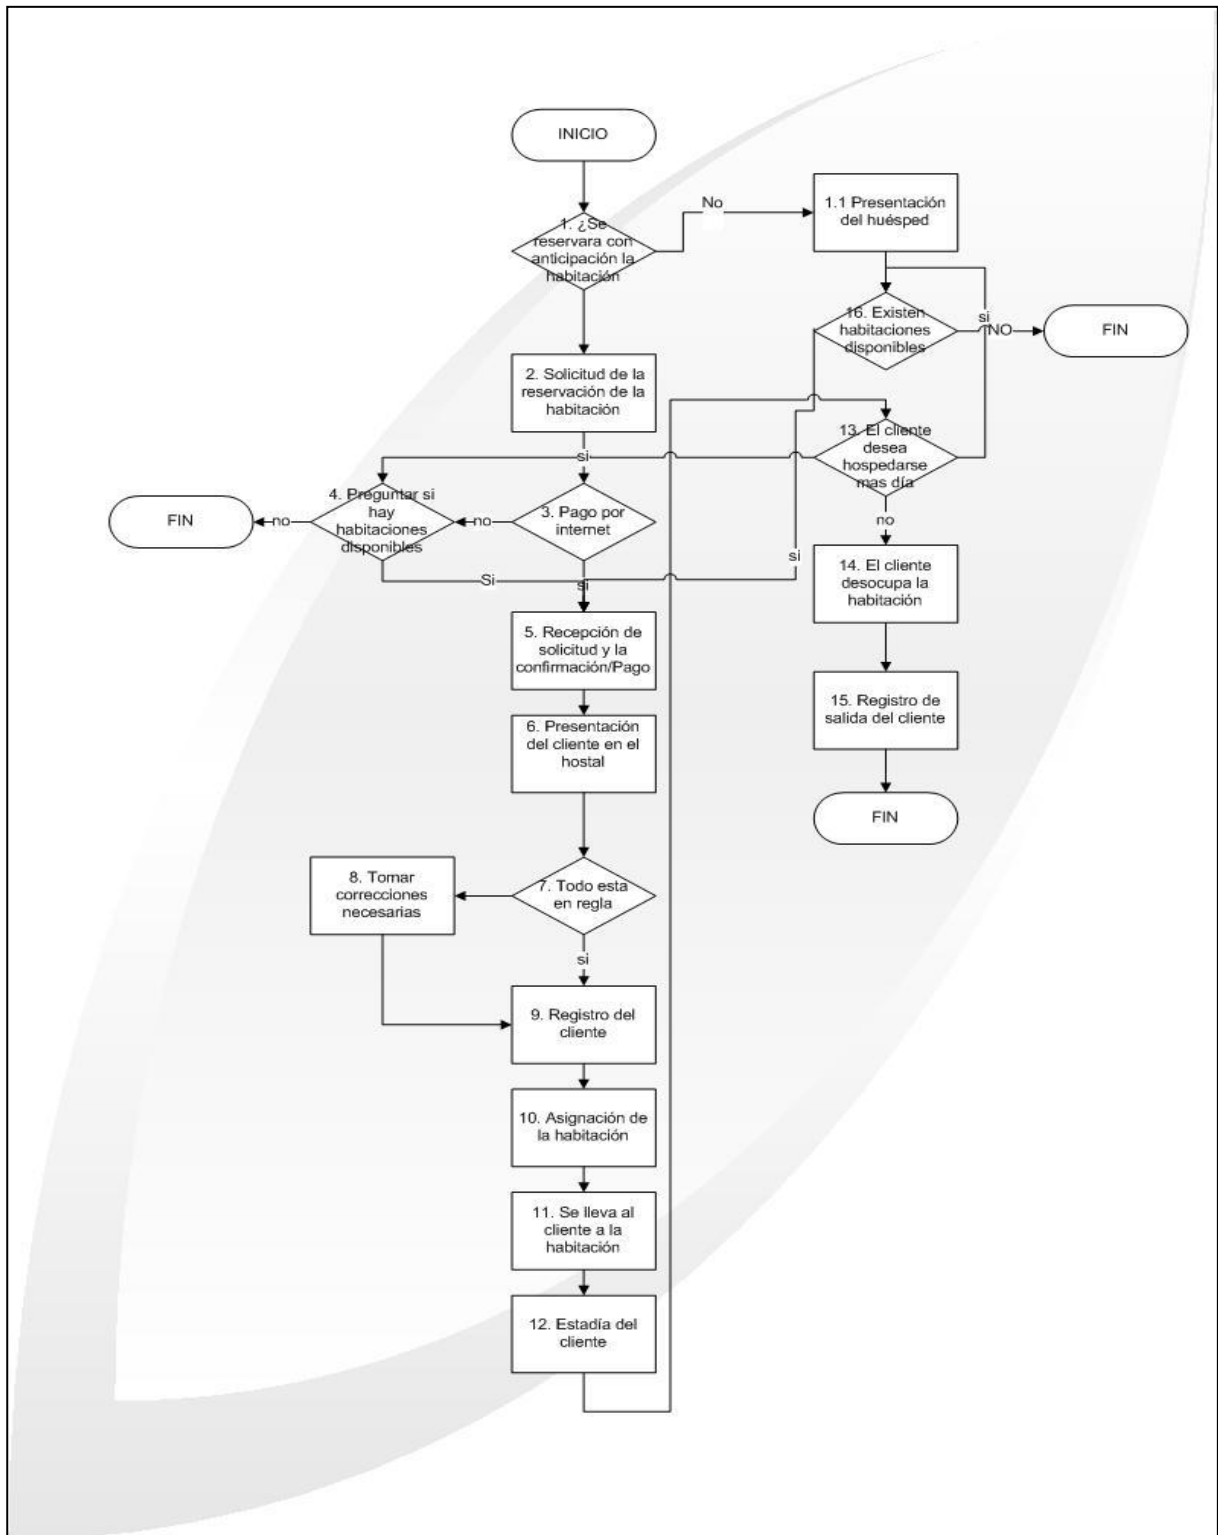 INICIO
No
1.1 Presentación
del huésped
1. ¿Se
reservara con
anticipación la
habitación
16. Existen
habitaciones
disponibles
si
NO
FIN
2. Solicitud de la
reservación de la
habitación
13. El cliente
desea
hospedarse
mas día
si
4. Preguntar si
hay
habitaciones
disponibles
no
FIN
3. Pago por
internet
no
no
si
Si
si
14. El cliente
desocupa la
habitación
5. Recepción de
solicitud y la
confirmación/Pago
15. Registro de
salida del cliente
6. Presentación
del cliente en el
hostal
FIN
8. Tomar
correcciones
necesarias
7. Todo esta
en regla
si
9. Registro del
cliente
10. Asignación de
la habitación
11. Se lleva al
cliente a la
habitación
12. Estadía del
cliente